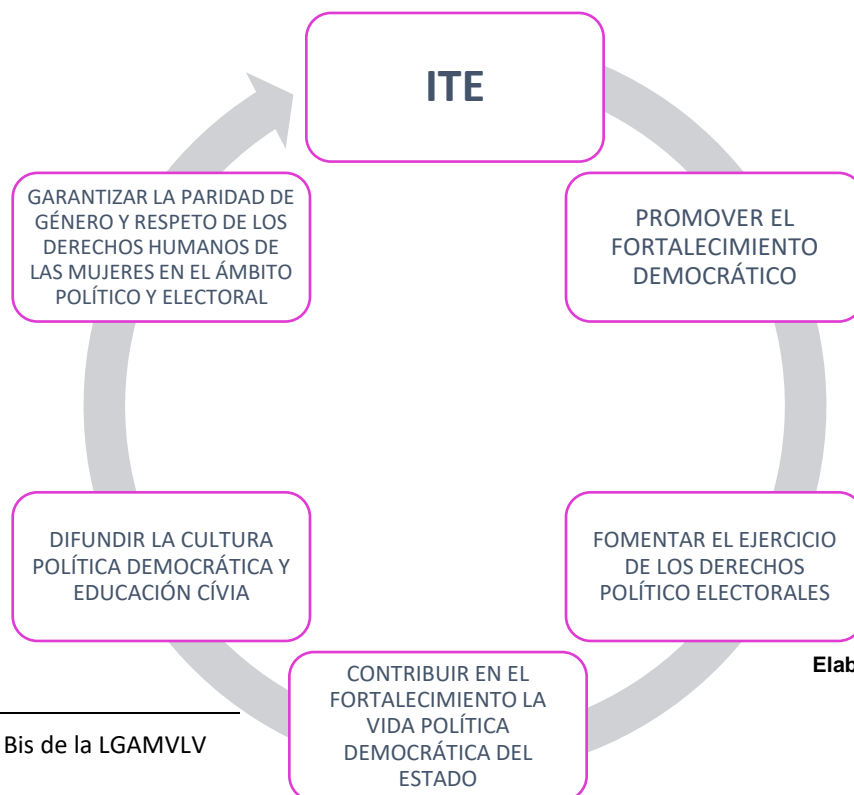 ITE
PROMOVER EL
FORTALECIMIENTO
DEMOCRÁTICO
FOMENTAR EL EJERCICIO
DE LOS DERECHOS
POLÍTICO ELECTORALES
CONTRIBUIR EN EL
FORTALECIMIENTO LA
VIDA POLÍTICA
DEMOCRÁTICA DEL
ESTADO
DIFUNDIR LA CULTURA
POLÍTICA DEMOCRÁTICA Y
EDUCACIÓN CÍVIA
GARANTIZAR LA PARIDAD DE
GÉNERO Y RESPETO DE LOS
DERECHOS HUMANOS DE
LAS MUJERES EN EL ÁMBITO
POLÍTICO Y ELECTORAL
Elab
Bis de la LGAMVLV